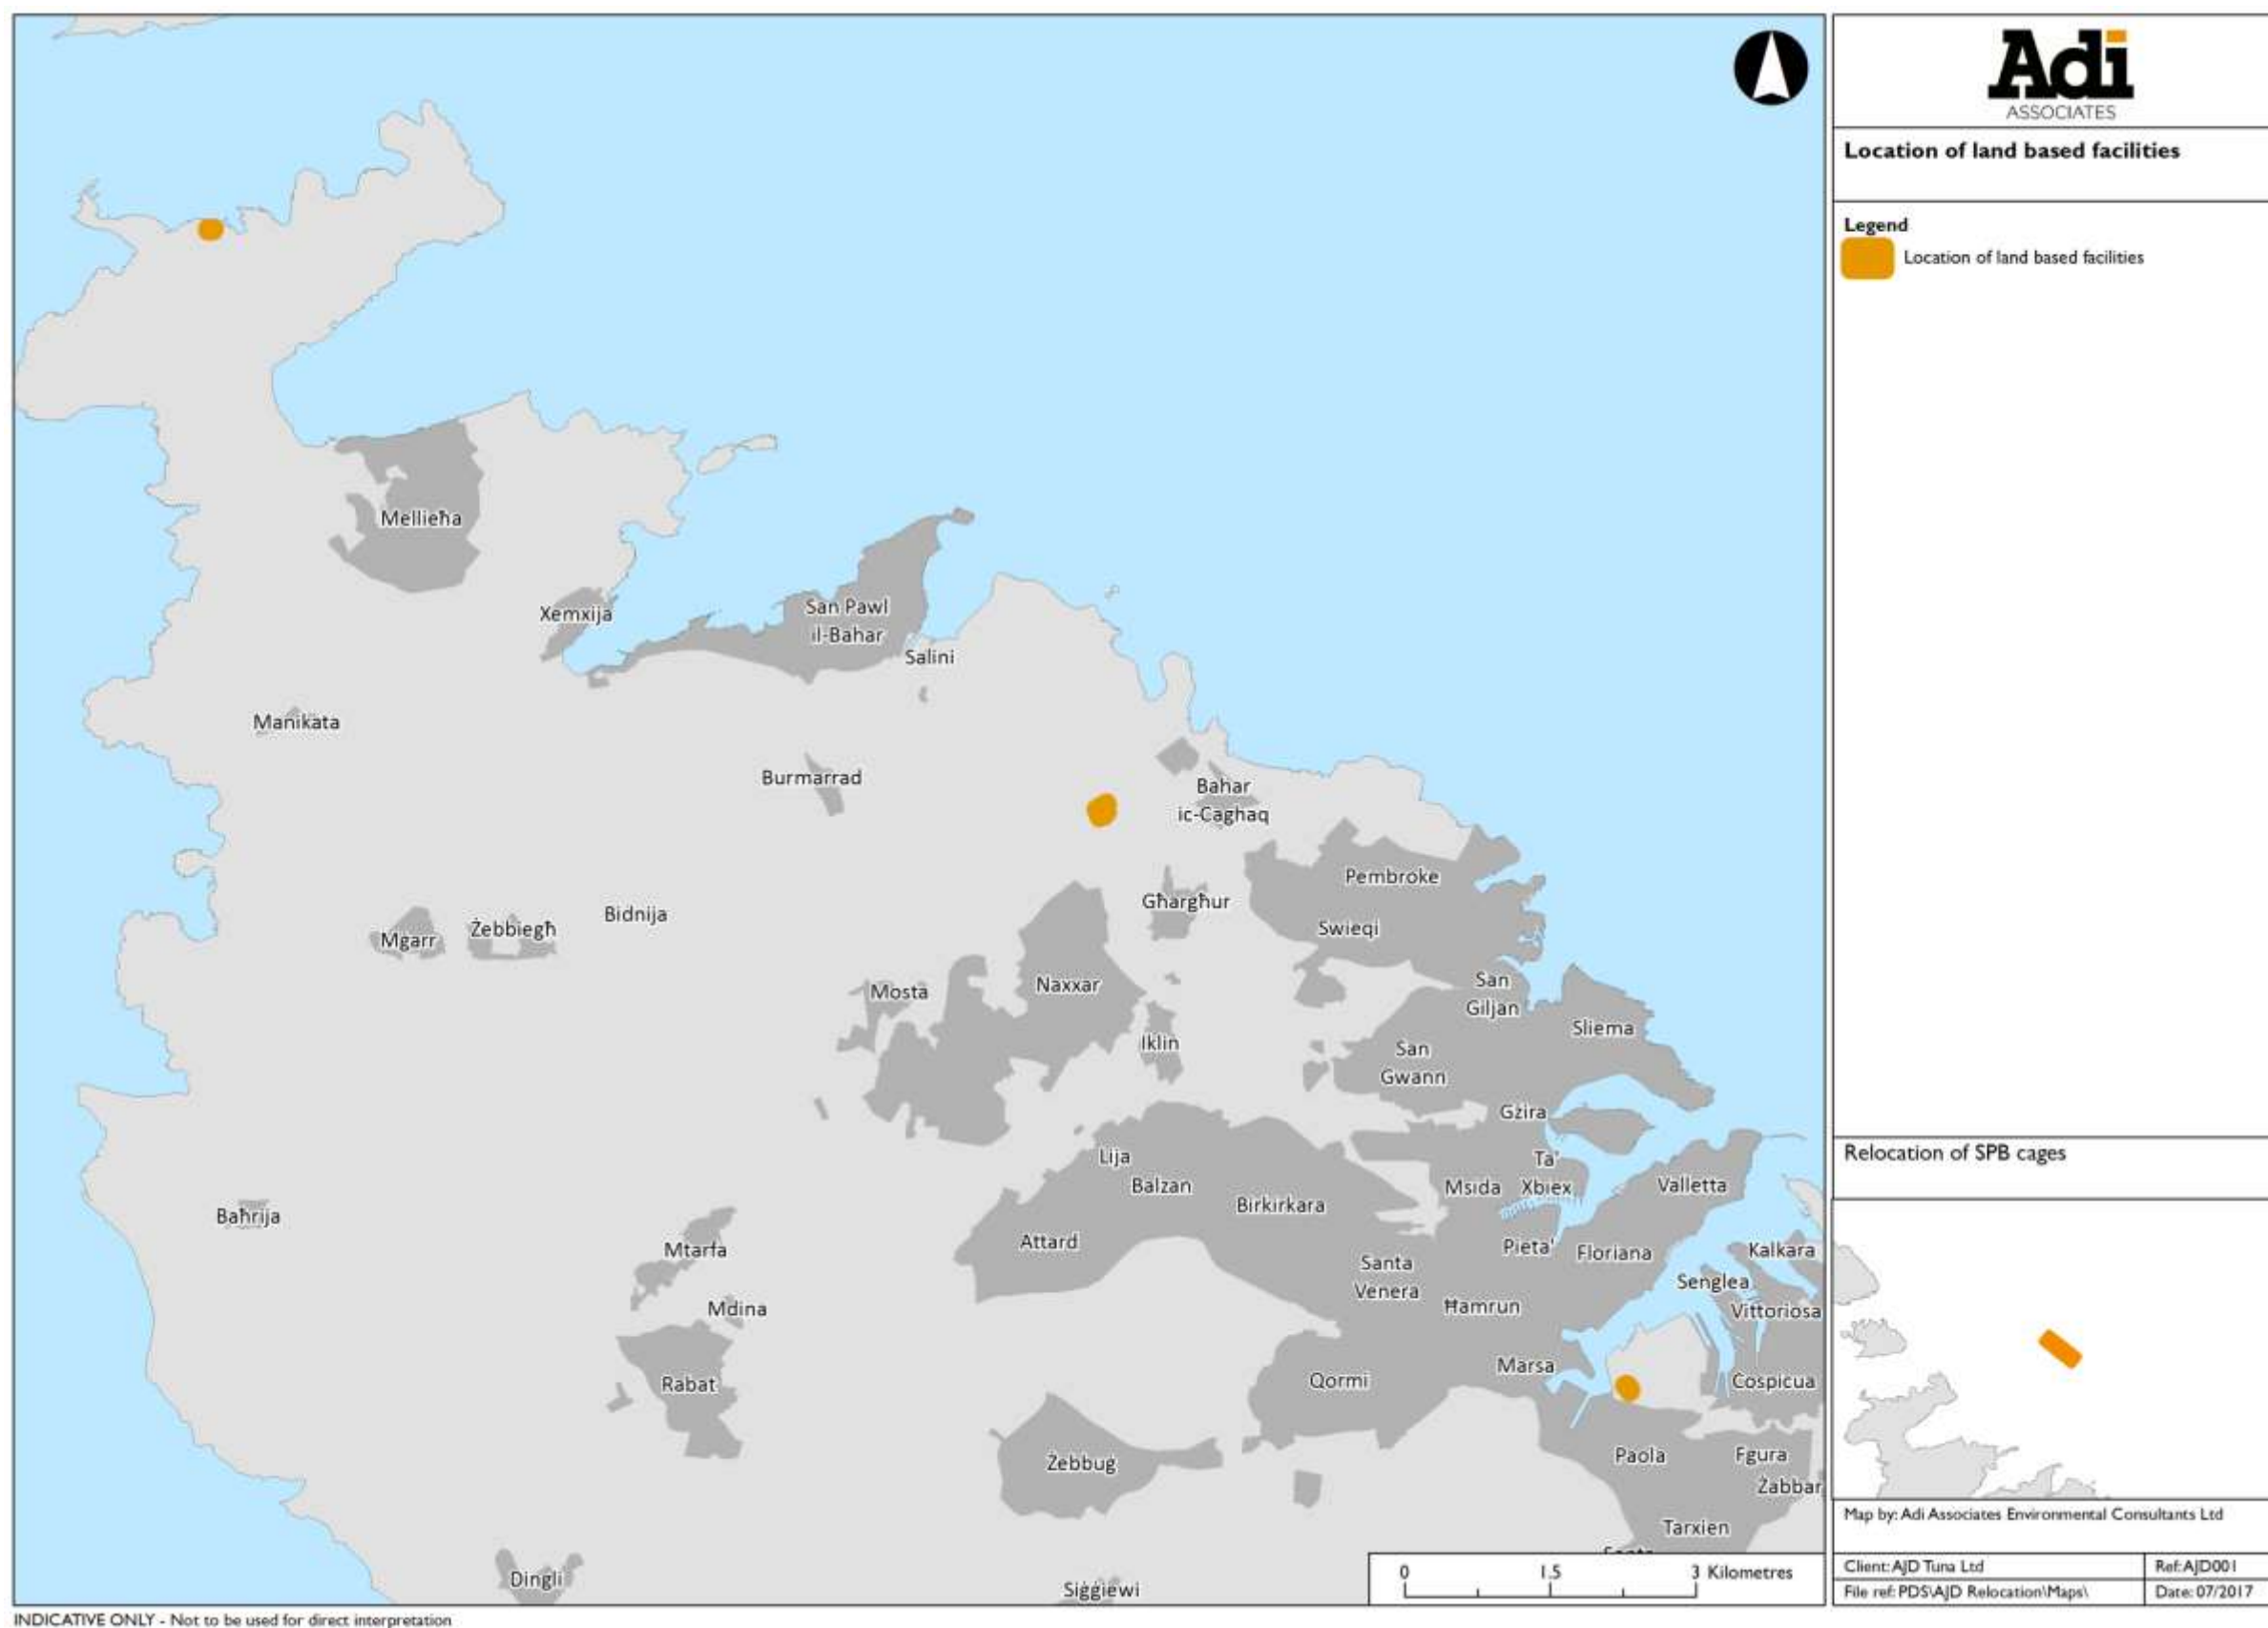 Adi
ASSOCIATES
Location of land based facilities
Legend
Location of land based facilities
Mellieħa
Xemxija
San Pawl
il-Bahar
Salini
Manikata
Burmarrad
Bahar
ic-Caghaq
Pembroke
Għargħur
Swieqi
Bidnija
Żebbiegħ
Mgarr
Mosta
Naxxar
San
Giljan
Sliema
Iklin
San
Gwann
Gżira
Lija
Balzan
Birkirkara
Ta'
Xbiex
Msida
Valletta
Baħrija
Attard
Mtarfa
Pieta'
Floriana
Kalkara
Santa
Venera
Senglea
Vittoriosa
Ħamrun
Mdina
Marsa
Rabat
Qormi
Cospicua
Żebbug
Paola
Fgura
Żabbar
Tarxien
Dingli
Siġġiewi
0 1.5 3 Kilometres
Relocation of SPB cages
Map by: Adi Associates Environmental Consultants Ltd
Client: AJD Tuna Ltd
Ref: AJD001
File ref: PDS\AJD Relocation\Maps\
Date: 07/2017
INDICATIVE ONLY - Not to be used for direct interpretation